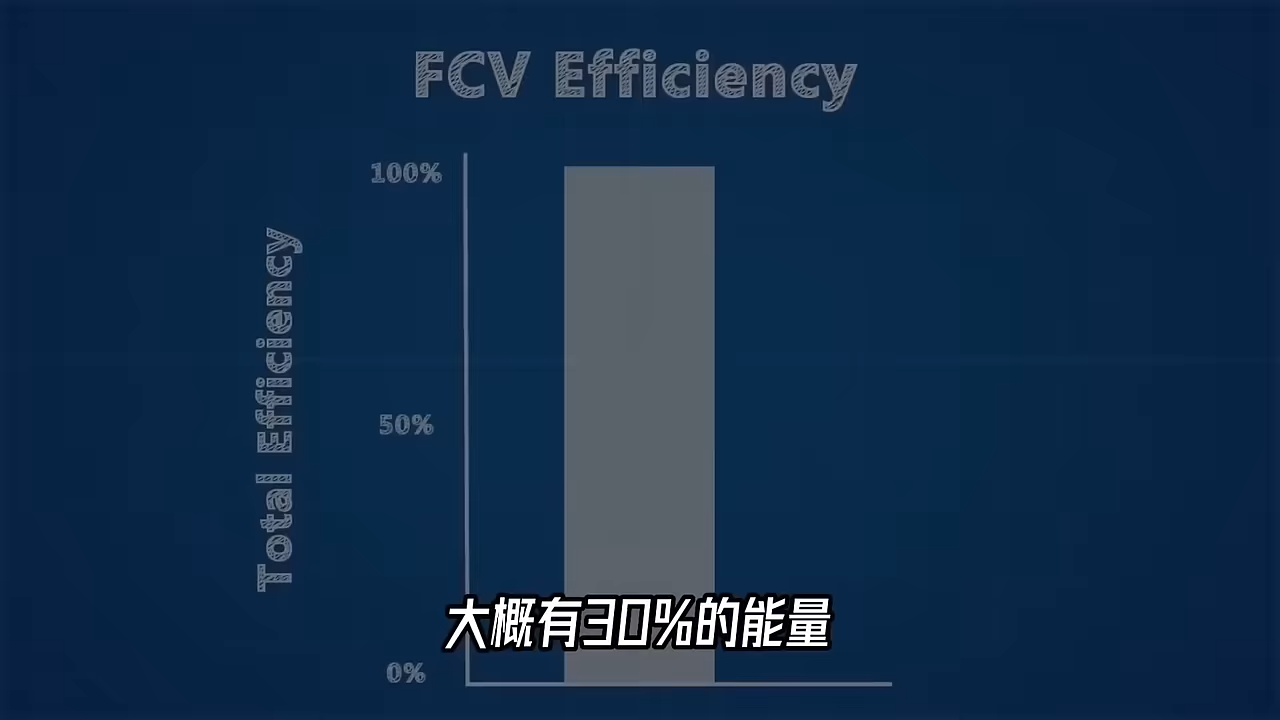 FCV Efficiency
100%
Total Efficiency
50%
大概有30%的能量
0%